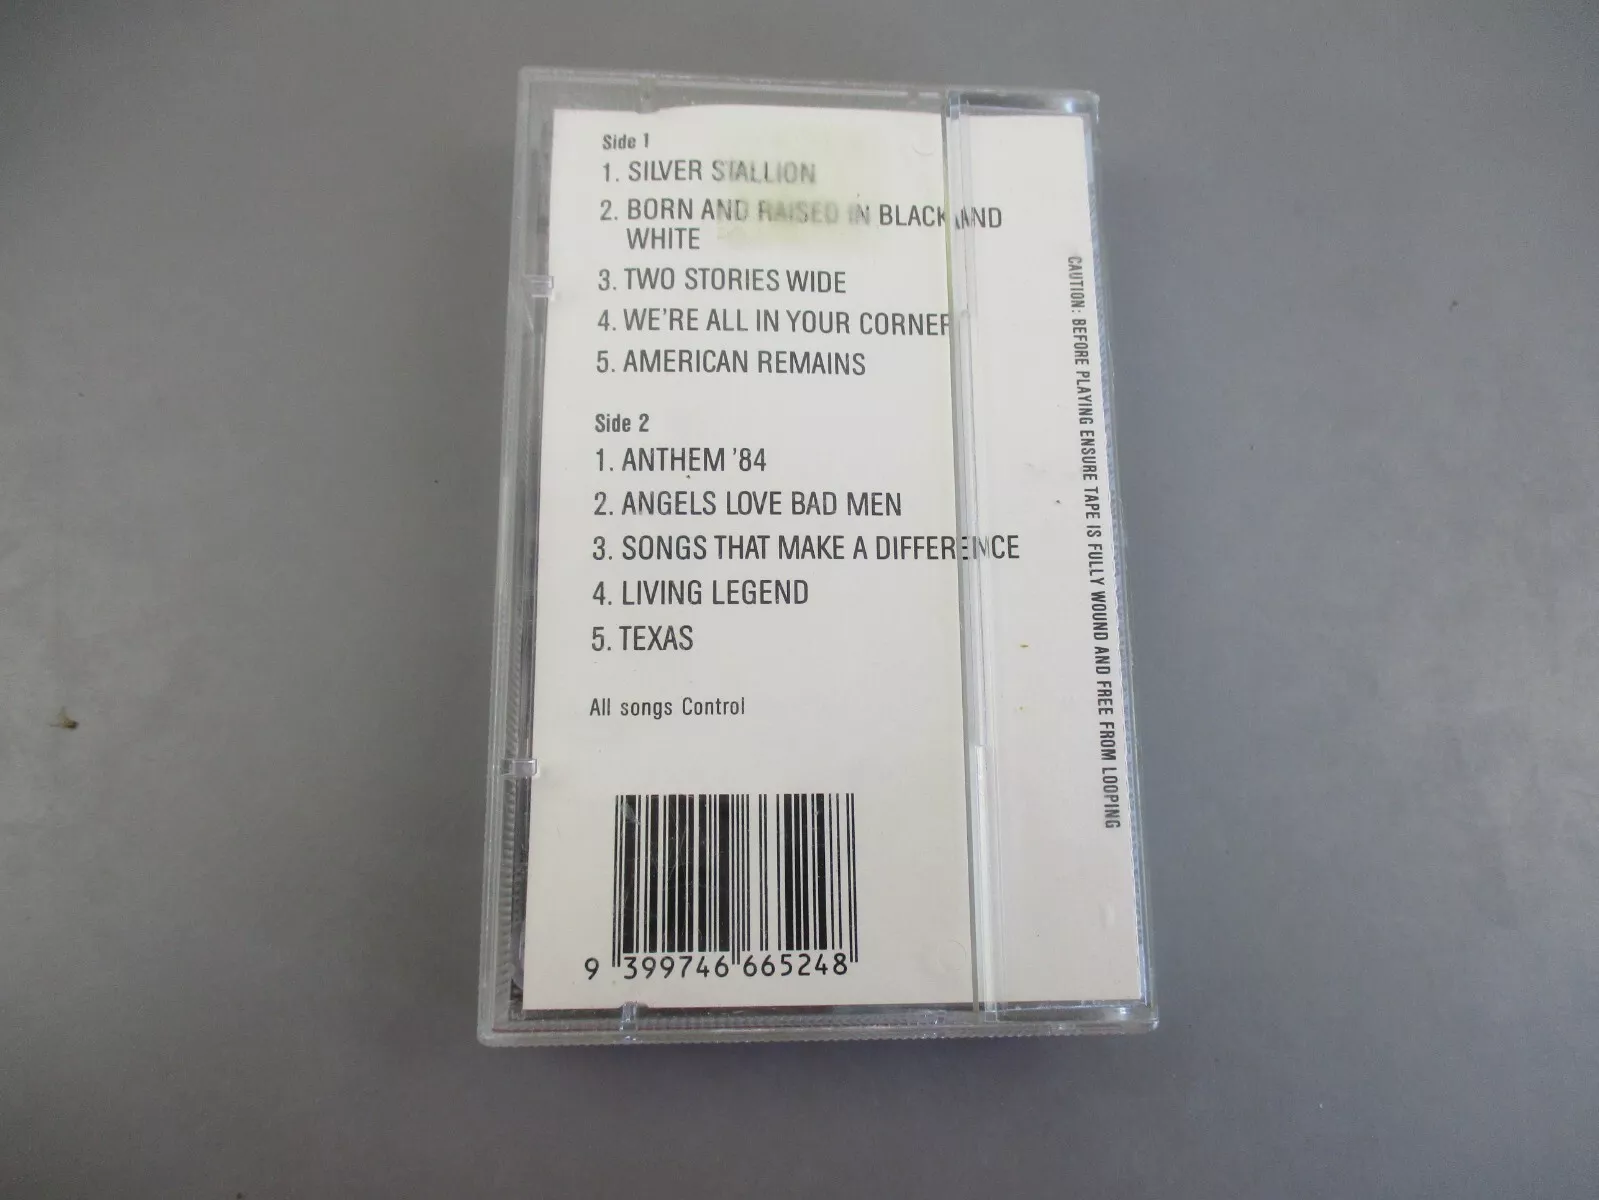 Side 1
1. SILVER STALLION
2. BORN AND RAISED IN BLACK AND
WHITE
3. TWO STORIES WIDE
4. WE'RE ALL IN YOUR CORNER
5. AMERICAN REMAINS
Side 2
1. ANTHEM '84
2. ANGELS LOVE BAD MEN
3. SONGS THAT MAKE A DIFFERENCE
4. LIVING LEGEND
5. TEXAS
All songs Control
9 399746 665248
CAUTION: BEFORE PLAYING ENSURE TAPE IS FULLY WOUND AND FREE FROM LOOPING